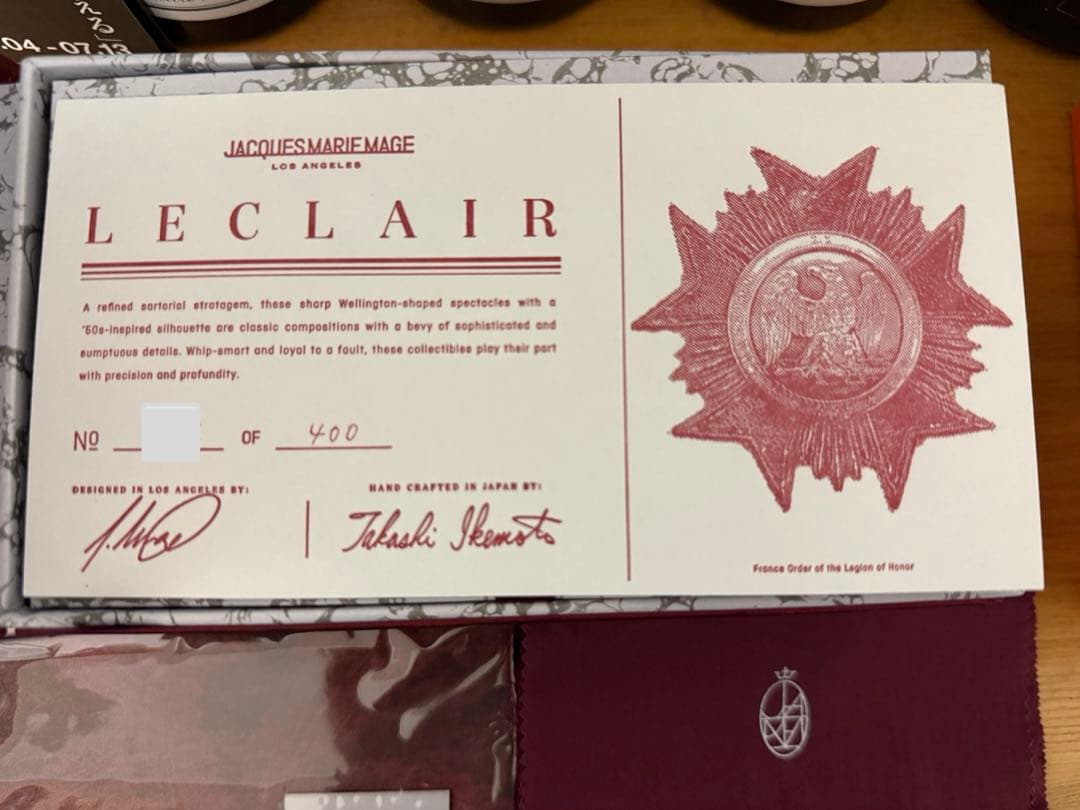 える」
.04 - 07.13
JACQUES MARIE MAGE
LOS ANGELES
LECLAIR
A refined sartorial stratagem, these sharp Wellington-shaped spectacles with a
'50s-inspired silhouette are classic compositions with a bevy of sophisticated and
sumptuous details. Whip-smart and loyal to a fault, these collectibles play their part
with precision and profundity.
No OF 400
DESIGNED IN LOS ANGELES BY:
HAND CRAFTED IN JAPAN BY:
Takashi Ikemoto
France Order of the Legion of Honor